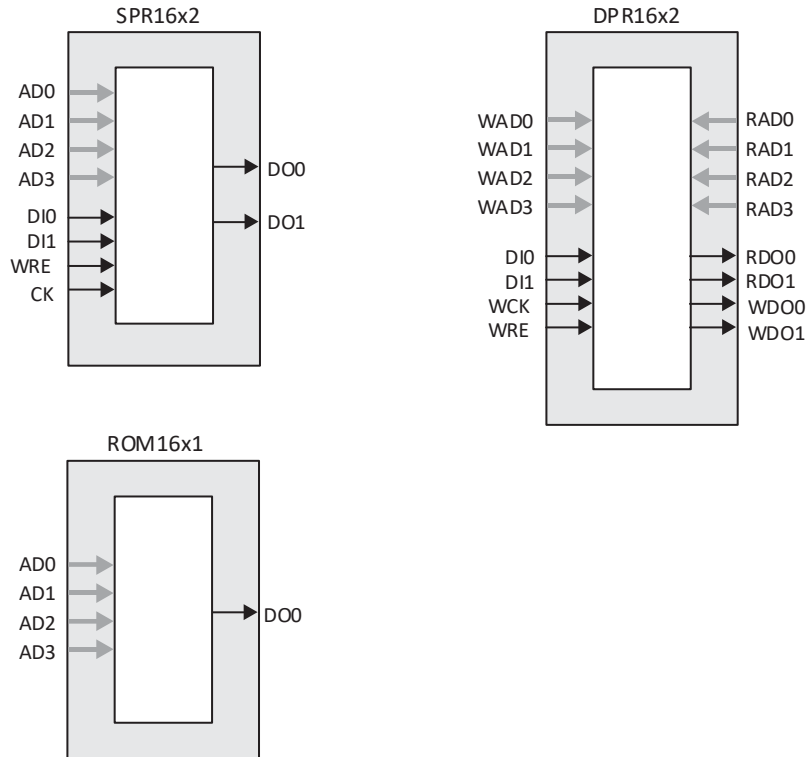 SPR16x2
AD0
AD1
AD2
AD3
DI0
DI1
WRE
CK
DO0
DO1
DPR16x2
WAD0
WAD1
WAD2
WAD3
DI0
DI1
WCK
WRE
RAD0
RAD1
RAD2
RAD3
RDO0
RDO1
WDO0
WDO1
ROM16x1
AD0
AD1
AD2
AD3
DO0